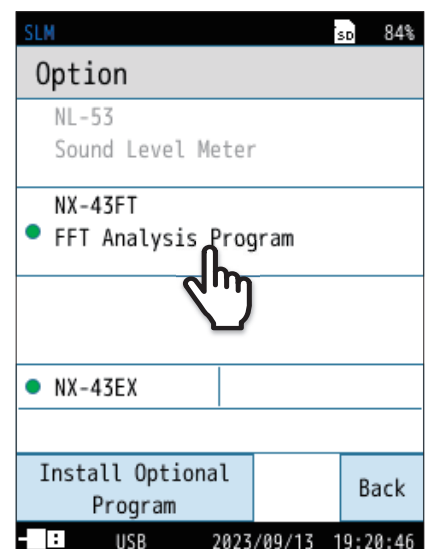 SLM SD 84%
Option
NL-53
Sound Level Meter
NX-43FT
FFT Analysis Program
NX-43EX
Install Optional
Program
Back
USB 2023/09/13 19:20:46